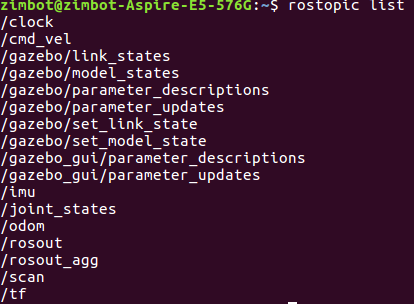 zimbot@zimbot-Aspire-E5-576G:~$ rostopic list
/clock
/cmd_vel
/gazebo/link_states
/gazebo/model_states
/gazebo/parameter_descriptions
/gazebo/parameter_updates
/gazebo/set_link_state
/gazebo/set_model_state
/gazebo_gui/parameter_descriptions
/gazebo_gui/parameter_updates
/imu
/joint_states
/odom
/rosout
/rosout_agg
/scan
/tf